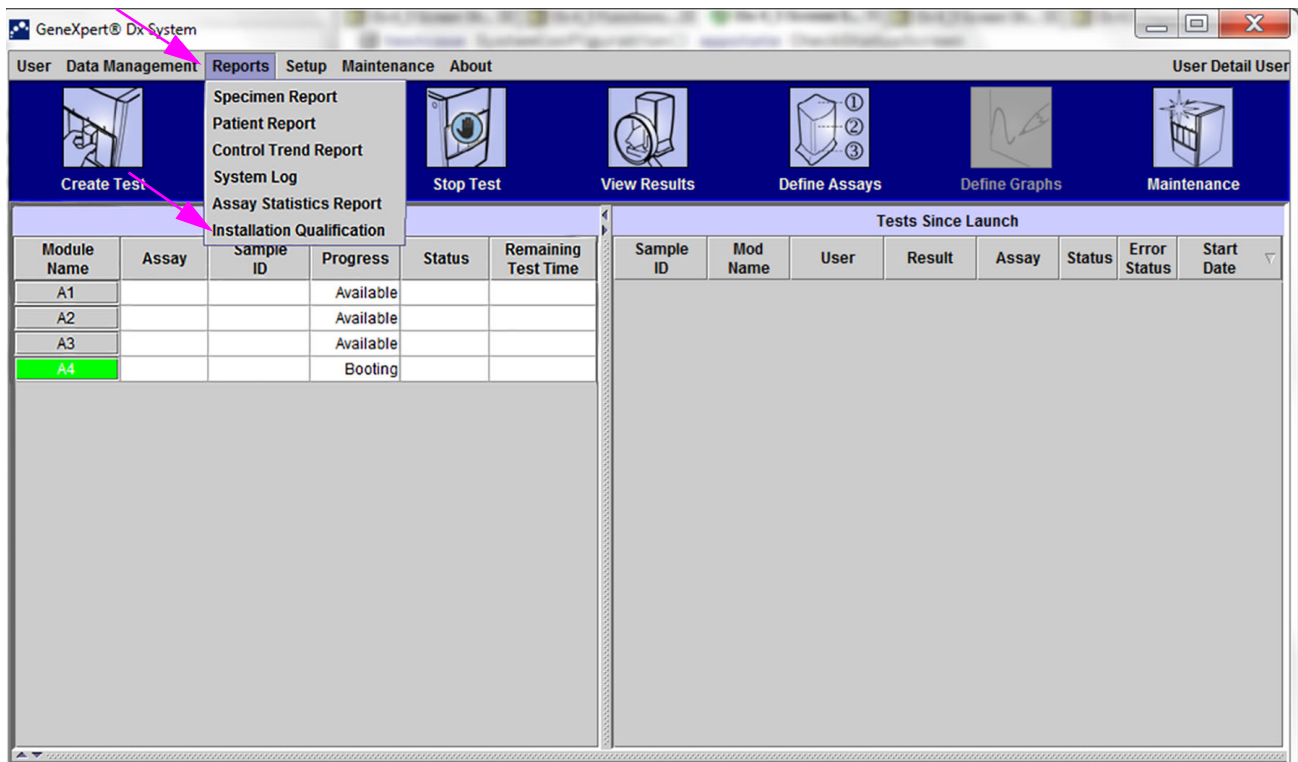 GeneXpert® Dx System
User Data Management Reports Setup Maintenance About User Detail User
Specimen Report
Patient Report
Control Trend Report
System Log
Assay Statistics Report
Installation Qualification
Create Test Stop Test View Results Define Assays Define Graphs Maintenance
①
②
③
Tests Since Launch
Module Name Assay Sample ID Progress Status Remaining Test Time
Sample ID Mod Name User Result Assay Status Error Status Start Date
A1 Available
A2 Available
A3 Available
A4 Booting